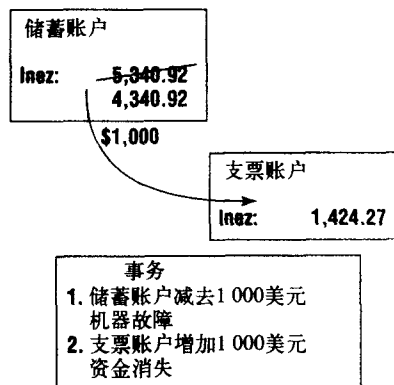 储蓄账户
Inez: 5,340.92
4,340.92
$1,000
支票账户
Inez: 1,424.27
事务
1. 储蓄账户减去1 000美元
机器故障
2. 支票账户增加1 000美元
资金消失